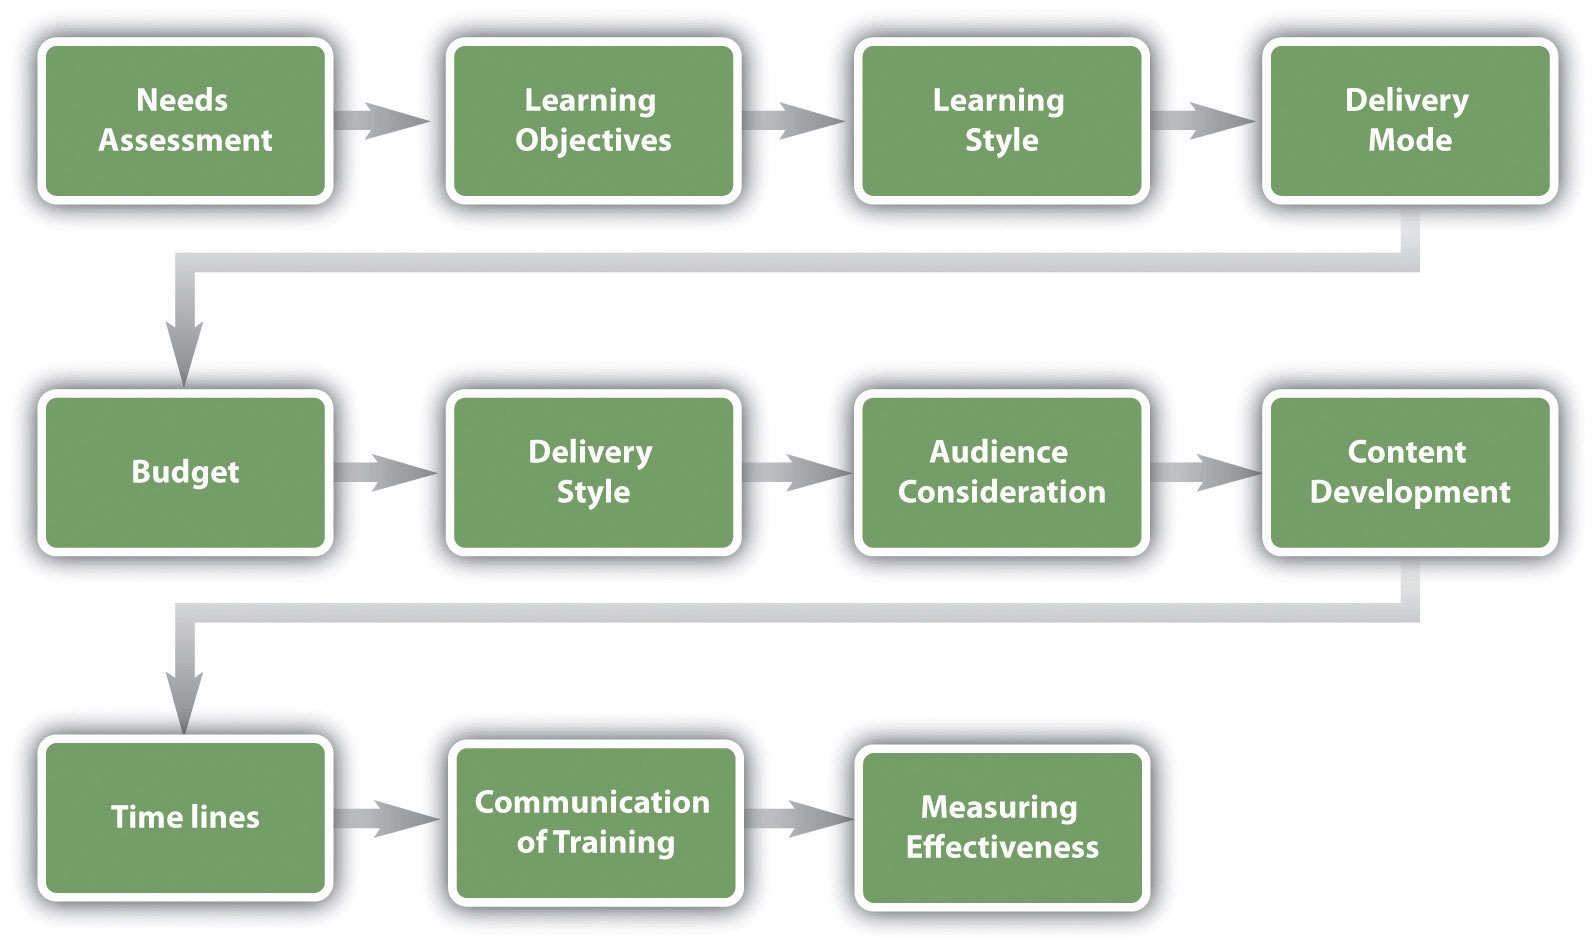 Needs
Assessment
Learning
Objectives
Learning
Style
Delivery
Mode
Budget
Delivery
Style
Audience
Consideration
Content
Development
Time lines
Communication
of Training
Measuring
Effectiveness